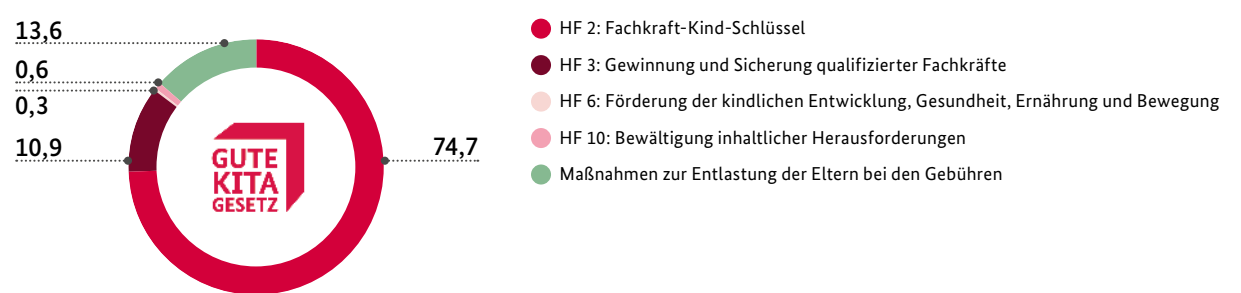 13,6
0,6
0,3
10,9
74,7
GUTE
KITA
GESETZ
HF 2: Fachkraft-Kind-Schlüssel
HF 3: Gewinnung und Sicherung qualifizierter Fachkräfte
HF 6: Förderung der kindlichen Entwicklung, Gesundheit, Ernährung und Bewegung
HF 10: Bewältigung inhaltlicher Herausforderungen
Maßnahmen zur Entlastung der Eltern bei den Gebühren